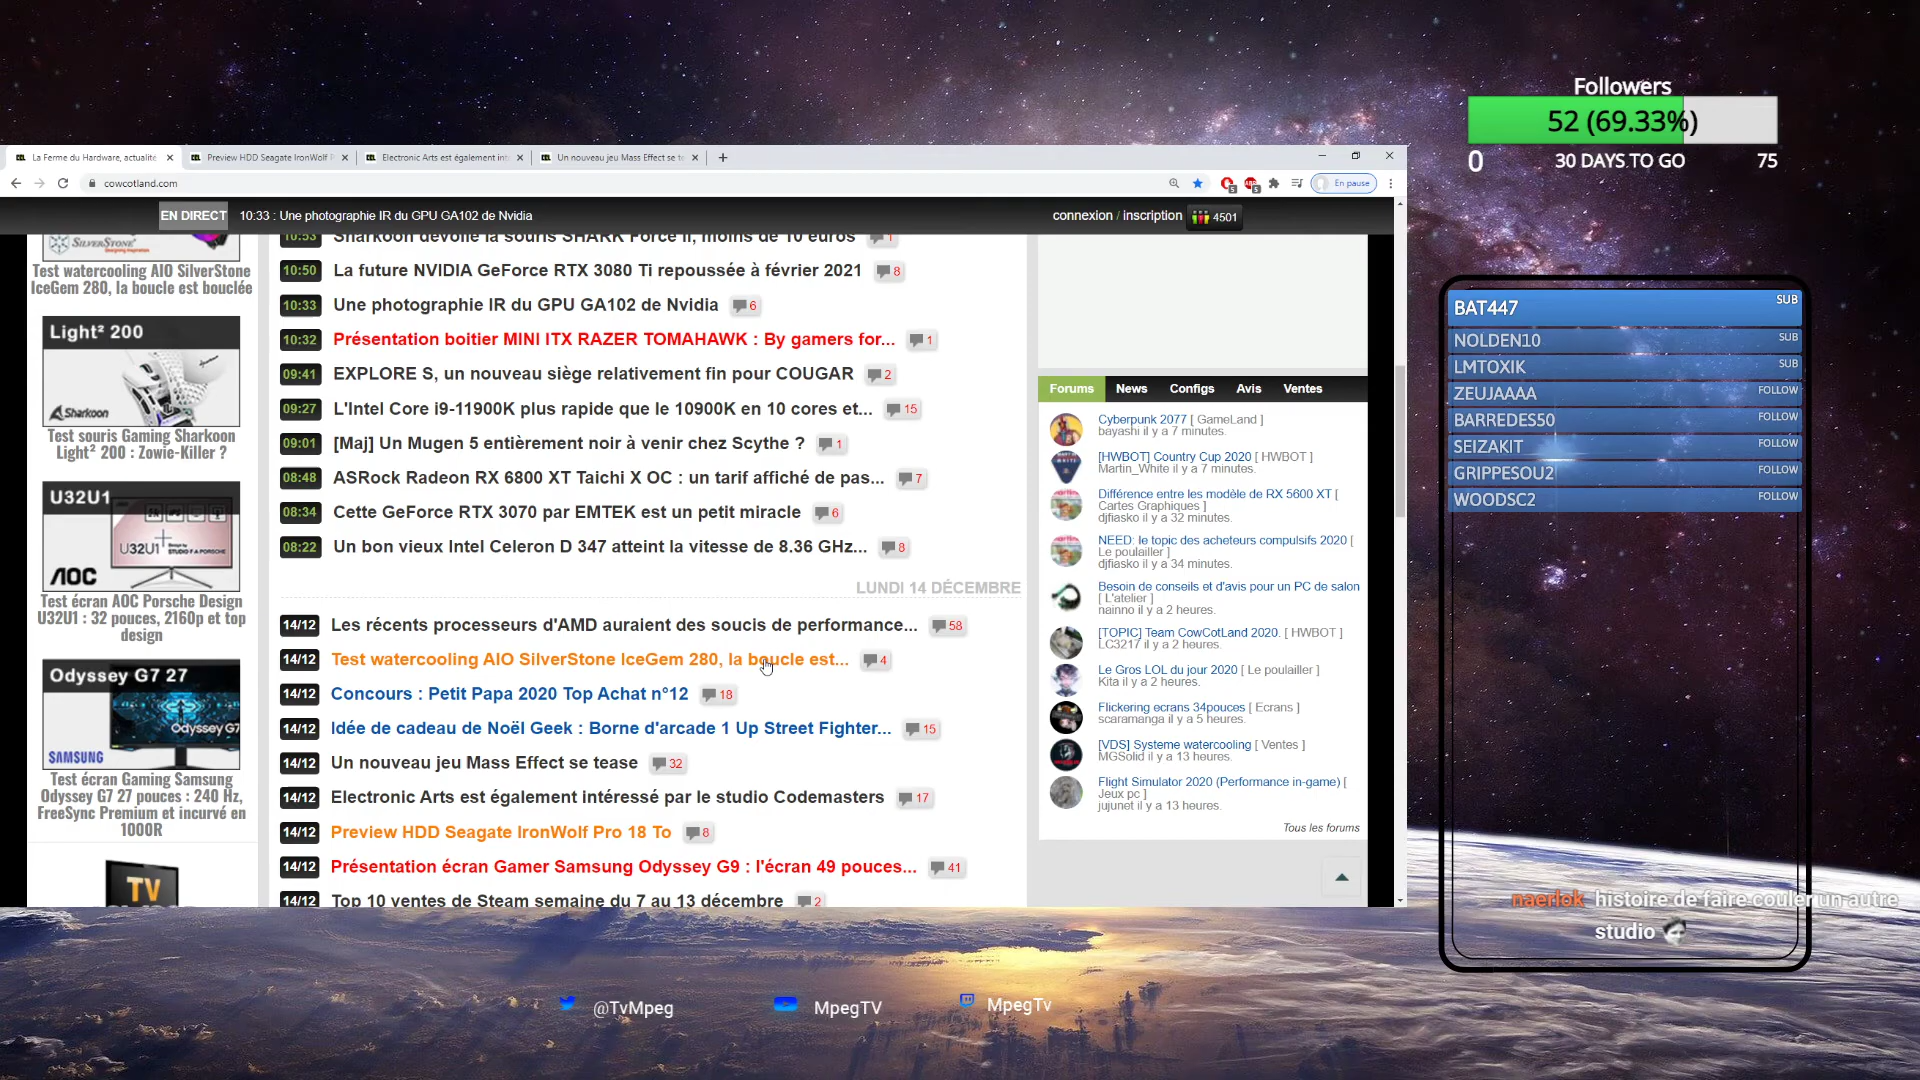 Followers
52 (69.33%)
0 30 DAYS TO GO 75
La Ferme du Hardware, actualité
Preview HDD Seagate IronWolf P
Electronic Arts est également int
Un nouveau jeu Mass Effect se te
cowcotland.com
En pause
EN DIRECT 10:33 : Une photographie IR du GPU GA102 de Nvidia
connexion / inscription 4501
SILVERSTONE
Test watercooling AIO SilverStone
IceGem 280, la boucle est bouclée
Light² 200
Sharkoon
Test souris Gaming Sharkoon
Light² 200 : Zowie-Killer ?
U32U1
AOC
Test écran AOC Porsche Design
U32U1 : 32 pouces, 2160p et top
design
Odyssey G7 27
Odyssey G7
SAMSUNG
Test écran Gaming Samsung
Odyssey G7 27 pouces : 240 Hz,
FreeSync Premium et incurvé en
1000R
TV
10:53 Sharkoon dévoile la souris SHARK Force II, moins de 10 euros 1
10:50 La future NVIDIA GeForce RTX 3080 Ti repoussée à février 2021 8
10:33 Une photographie IR du GPU GA102 de Nvidia 6
10:32 Présentation boitier MINI ITX RAZER TOMAHAWK : By gamers for... 1
09:41 EXPLORE S, un nouveau siège relativement fin pour COUGAR 2
09:27 L'Intel Core i9-11900K plus rapide que le 10900K en 10 cores et... 15
09:01 [Maj] Un Mugen 5 entièrement noir à venir chez Scythe ? 1
08:48 ASRock Radeon RX 6800 XT Taichi X OC : un tarif affiché de pas... 7
08:34 Cette GeForce RTX 3070 par EMTEK est un petit miracle 6
08:22 Un bon vieux Intel Celeron D 347 atteint la vitesse de 8.36 GHz... 8
LUNDI 14 DÉCEMBRE
14/12 Les récents processeurs d'AMD auraient des soucis de performance... 58
14/12 Test watercooling AIO SilverStone IceGem 280, la boucle est... 4
14/12 Concours : Petit Papa 2020 Top Achat n°12 18
14/12 Idée de cadeau de Noël Geek : Borne d'arcade 1 Up Street Fighter... 15
14/12 Un nouveau jeu Mass Effect se tease 32
14/12 Electronic Arts est également intéressé par le studio Codemasters 17
14/12 Preview HDD Seagate IronWolf Pro 18 To 8
14/12 Présentation écran Gamer Samsung Odyssey G9 : l'écran 49 pouces... 41
14/12 Top 10 ventes de Steam semaine du 7 au 13 décembre 2
Forums News Configs Avis Ventes
Cyberpunk 2077 [ GameLand ]
bayashi il y a 7 minutes.
[HWBOT] Country Cup 2020 [ HWBOT ]
Martin_White il y a 7 minutes.
Différence entre les modèle de RX 5600 XT [
Cartes Graphiques ]
djfiasko il y a 32 minutes.
NEED: le topic des acheteurs compulsifs 2020 [
Le poulailler ]
djfiasko il y a 34 minutes.
Besoin de conseils et d'avis pour un PC de salon
[ L'atelier ]
nainno il y a 2 heures.
[TOPIC] Team CowCotLand 2020. [ HWBOT ]
LC3217 il y a 2 heures.
Le Gros LOL du jour 2020 [ Le poulailler ]
Kita il y a 2 heures.
Flickering ecrans 34pouces [ Ecrans ]
scaramanga il y a 5 heures.
[VDS] Systeme watercooling [ Ventes ]
MGSolid il y a 13 heures.
Flight Simulator 2020 (Performance in-game) [
Jeux pc ]
jujunet il y a 13 heures.
Tous les forums
BAT447 SUB
NOLDEN10 SUB
LMTOXIK SUB
ZEUJAAAA FOLLOW
BARREDES50 FOLLOW
SEIZAKIT FOLLOW
GRIPPESOU2 FOLLOW
WOODSC2 FOLLOW
naerlok histoire de faire couler un autre
studio
@TvMpeg
MpegTV
MpegTv